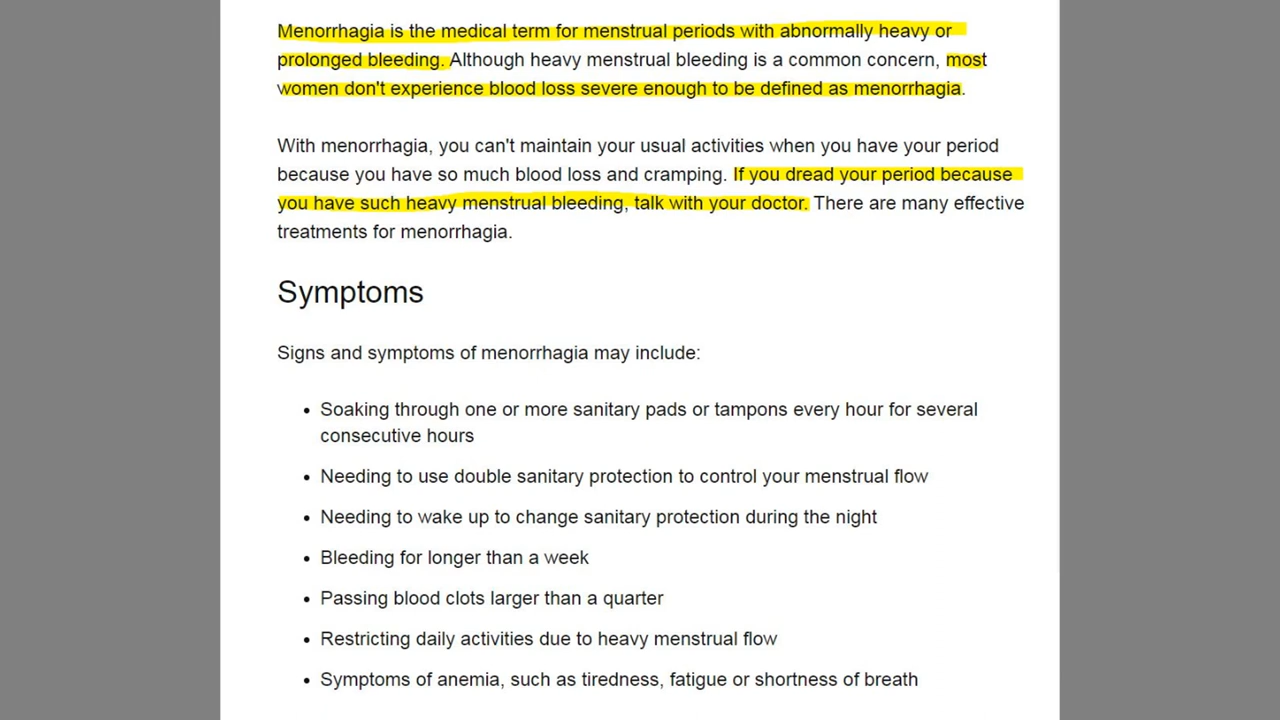 Menorrhagia is the medical term for menstrual periods with abnormally heavy or
prolonged bleeding. Although heavy menstrual bleeding is a common concern, most
women don't experience blood loss severe enough to be defined as menorrhagia.
With menorrhagia, you can't maintain your usual activities when you have your period
because you have so much blood loss and cramping. If you dread your period because
you have such heavy menstrual bleeding, talk with your doctor. There are many effective
treatments for menorrhagia.
Symptoms
Signs and symptoms of menorrhagia may include:
• Soaking through one or more sanitary pads or tampons every hour for several
consecutive hours
• Needing to use double sanitary protection to control your menstrual flow
• Needing to wake up to change sanitary protection during the night
• Bleeding for longer than a week
• Passing blood clots larger than a quarter
• Restricting daily activities due to heavy menstrual flow
• Symptoms of anemia, such as tiredness, fatigue or shortness of breath